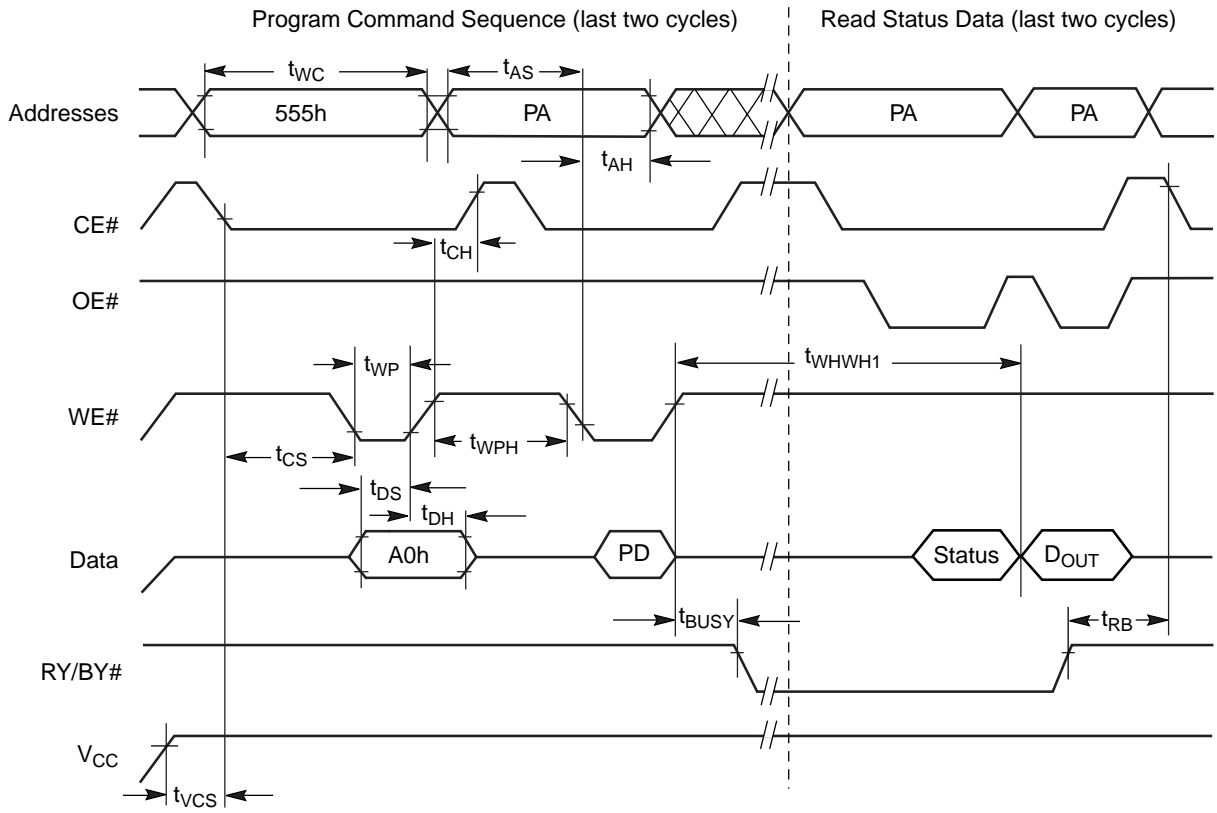 Program Command Sequence (last two cycles)
Read Status Data (last two cycles)
tWC
tAS
Addresses
555h
PA
PA
PA
tAH
CE#
tCH
OE#
tWP
tWHWH1
WE#
tCS
tWPH
tDS
tDH
Data
A0h
PD
Status
DOUT
tBUSY
tRB
RY/BY#
VCC
tVCS